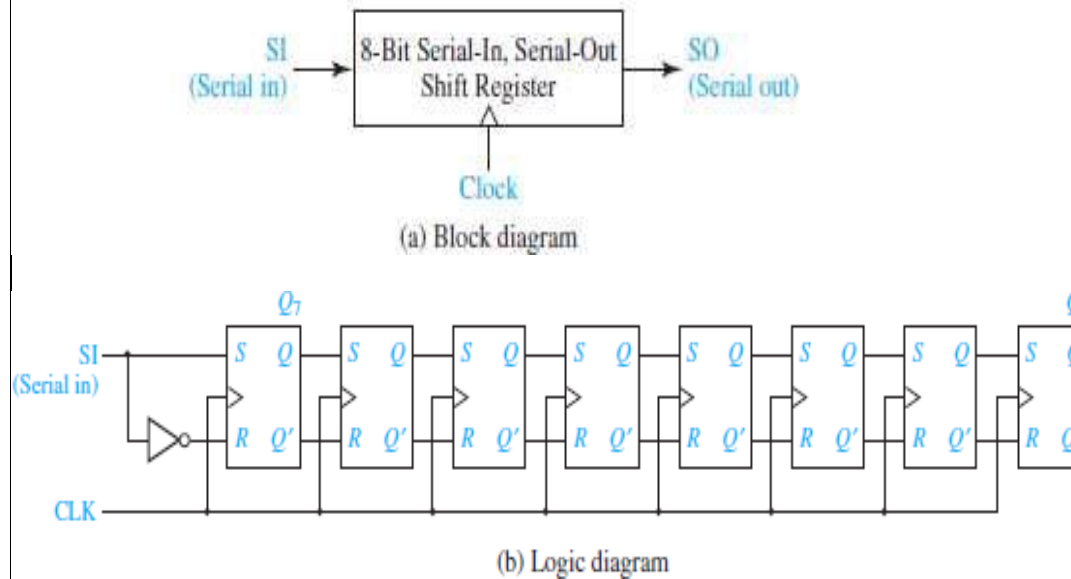 SI
(Serial in)
8-Bit Serial-In, Serial-Out
Shift Register
SO
(Serial out)
Clock
(a) Block diagram
Q7
SI
(Serial in)
S Q S Q S Q S Q S Q S Q S Q S
R Q' R Q' R Q' R Q' R Q' R Q' R Q' R
CLK
(b) Logic diagram